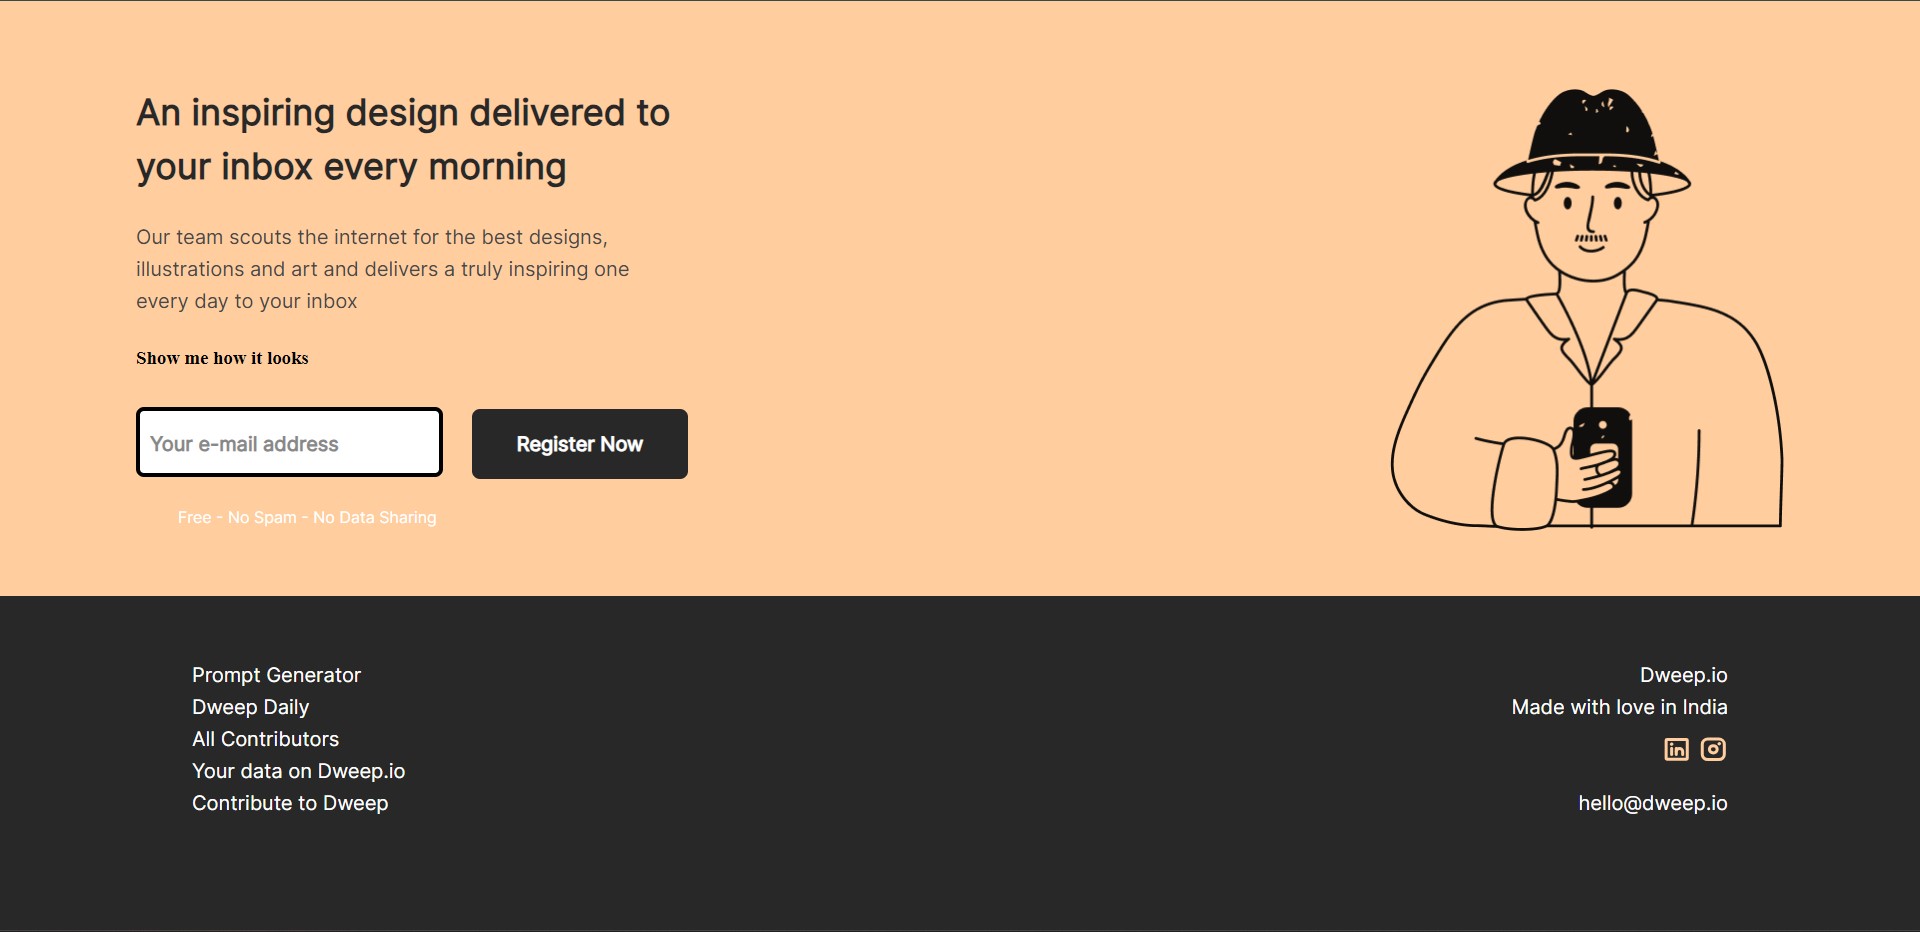 An inspiring design delivered to
your inbox every morning
Our team scouts the internet for the best designs,
illustrations and art and delivers a truly inspiring one
every day to your inbox
Show me how it looks
Your e-mail address
Register Now
Free - No Spam - No Data Sharing
Prompt Generator
Dweep Daily
All Contributors
Your data on Dweep.io
Contribute to Dweep
Dweep.io
Made with love in India
in
hello@dweep.io